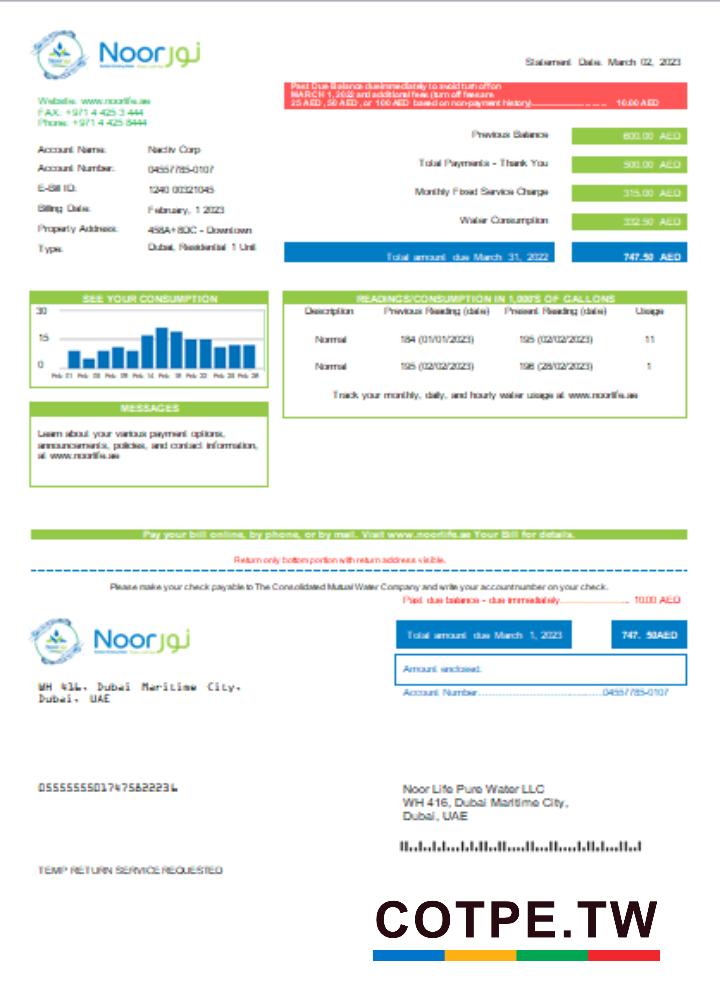 Noor نور
Statement Date: March 02, 2023
Past Due Balance due immediately to avoid turn off on
MARCH 1, 2022 and additional fees (turn off fees are
25 AED, 50 AED, or 100 AED based on non-payment history)........................ 10.00 AED
Website: www.noorlife.ae
FAX: +971 4 425 3 444
Phone: +971 4 425 8444
Previous Balance 600.00 AED
Total Payments - Thank You 500.00 AED
Monthly Fixed Service Charge 315.00 AED
Water Consumption 332.50 AED
Total amount due March 31, 2022 747.50 AED
Account Name: Nactiv Corp
Account Number: 04557785-0107
E-Bill ID: 1240 00321045
Billing Date: February, 1 2023
Property Address: 458A+8DC - Downtown
Type: Dubai, Residential 1 Unit
SEE YOUR CONSUMPTION
30
15
0
Feb 01 Feb 03 Feb 06 Feb 09 Feb 11 Feb 14 Feb 16 Feb 18 Feb 22 Feb 20 Feb 23 Feb 26 Feb 28
READINGS/CONSUMPTION IN 1,000'S OF GALLONS
Description Previous Reading (date) Present Reading (date) Usage
Normal 184 (01/01/2023) 195 (02/02/2023) 11
Normal 195 (02/02/2023) 196 (28/02/2023) 1
Track your monthly, daily, and hourly water usage at www.noorlife.ae
MESSAGES
Learn about your various payment options,
announcements, policies, and contact information,
at www.noorlife.ae
Pay your bill online, by phone, or by mail. Visit www.noorlife.ae Your Bill for details.
Return only bottom portion with return address visible.
Please make your check payable to The Consolidated Mutual Water Company and write your account number on your check.
Past due balance - due immediately........................ 10.00 AED
Noor نور
Total amount due March 1, 2023 747. 50AED
Amount enclosed:
Account Number........................................04557785-0107
WH 416, Dubai Maritime City,
Dubai, UAE
055555550174758222316
Noor Life Pure Water LLC
WH 416, Dubai Maritime City,
Dubai, UAE
TEMP RETURN SERVICE REQUESTED
COTPE.TW